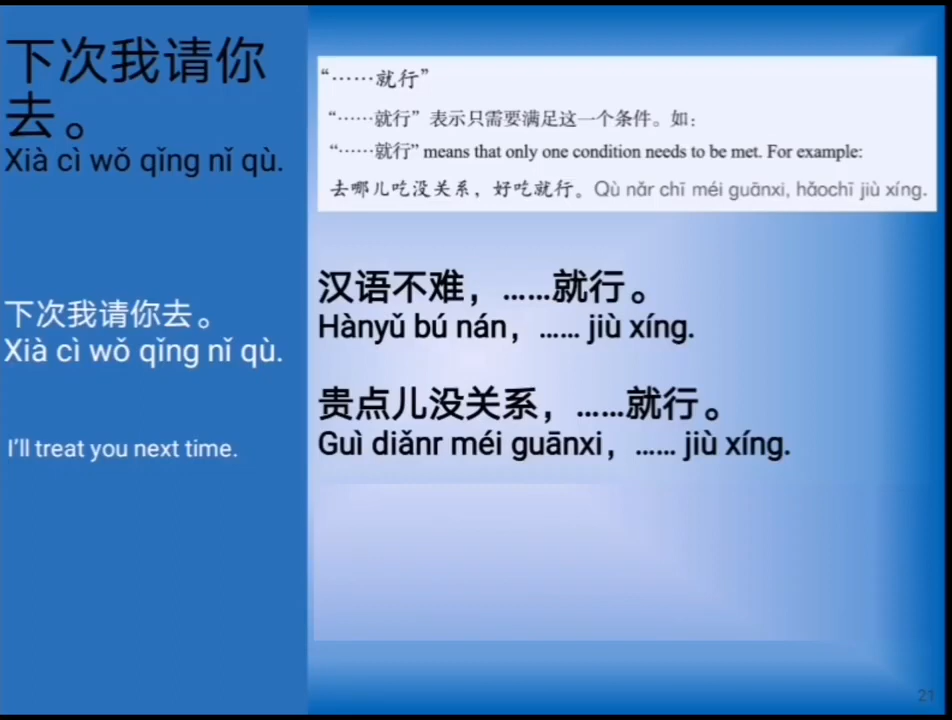 下次我请你
去。
Xià cì wǒ qǐng nǐ qù.
下次我请你去。
Xià cì wǒ qǐng nǐ qù.
I'll treat you next time.
“……就行”
“……就行”表示只需要满足这一个条件。如：
“……就行” means that only one condition needs to be met. For example:
去哪儿吃没关系，好吃就行。Qù nǎr chī méi guānxi, hǎochī jiù xíng.
汉语不难，……就行。
Hànyǔ bú nán，…… jiù xíng.
贵点儿没关系，……就行。
Guì diǎnr méi guānxi，…… jiù xíng.
21